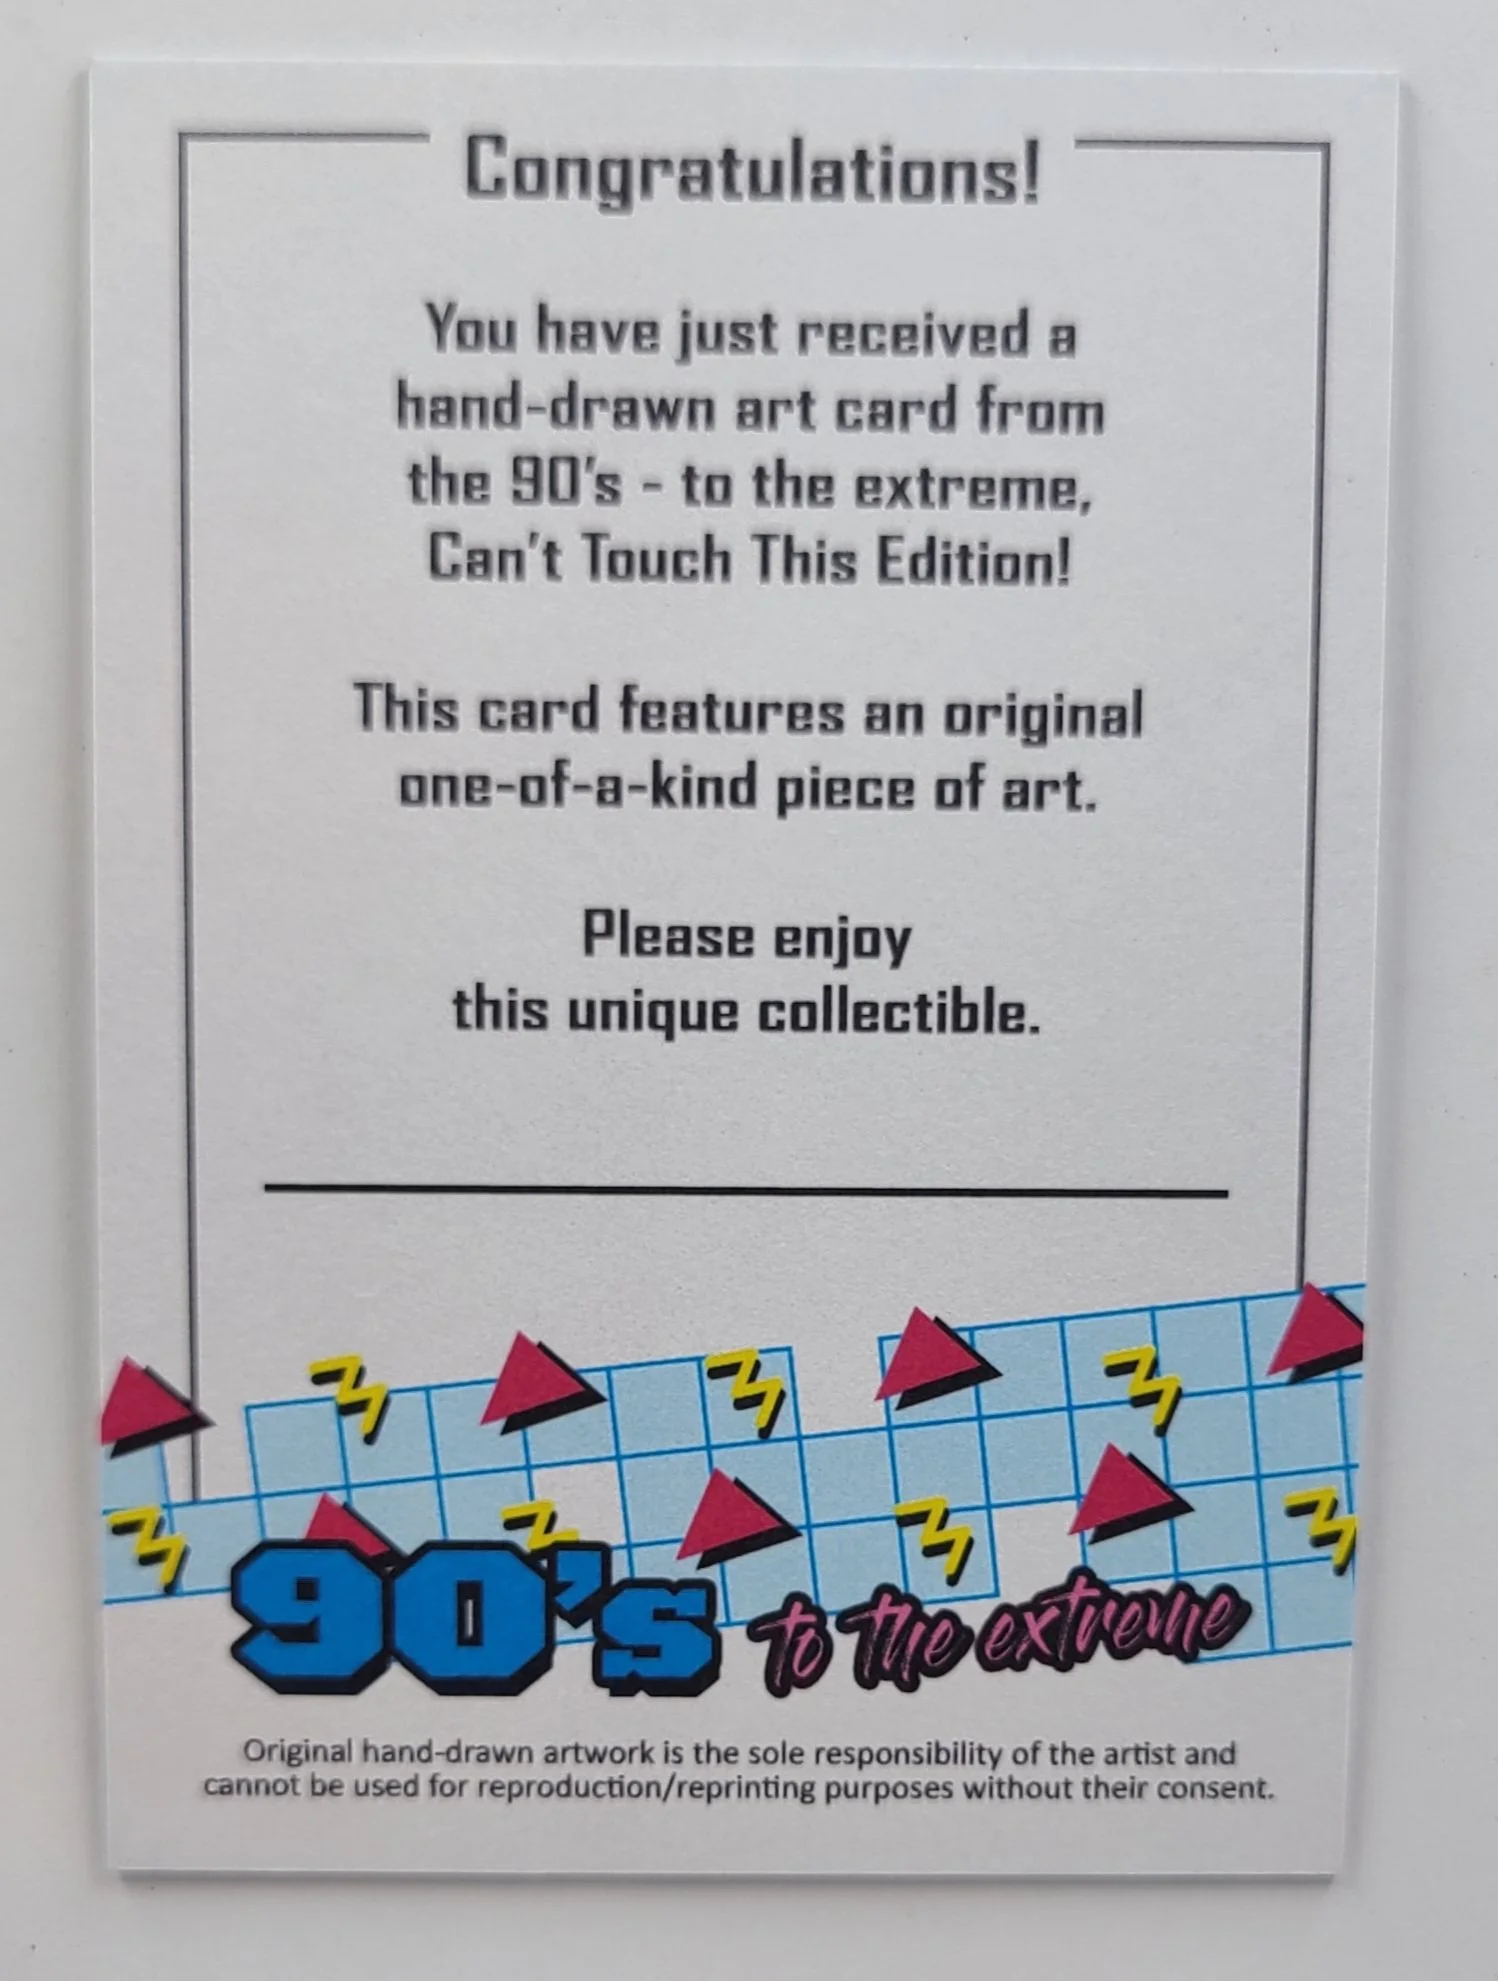 Congratulations!
You have just received a
hand-drawn art card from
the 90's - to the extreme,
Can't Touch This Edition!
This card features an original
one-of-a-kind piece of art.
Please enjoy
this unique collectible.
90's to the extreme
Original hand-drawn artwork is the sole responsibility of the artist and
cannot be used for reproduction/reprinting purposes without their consent.